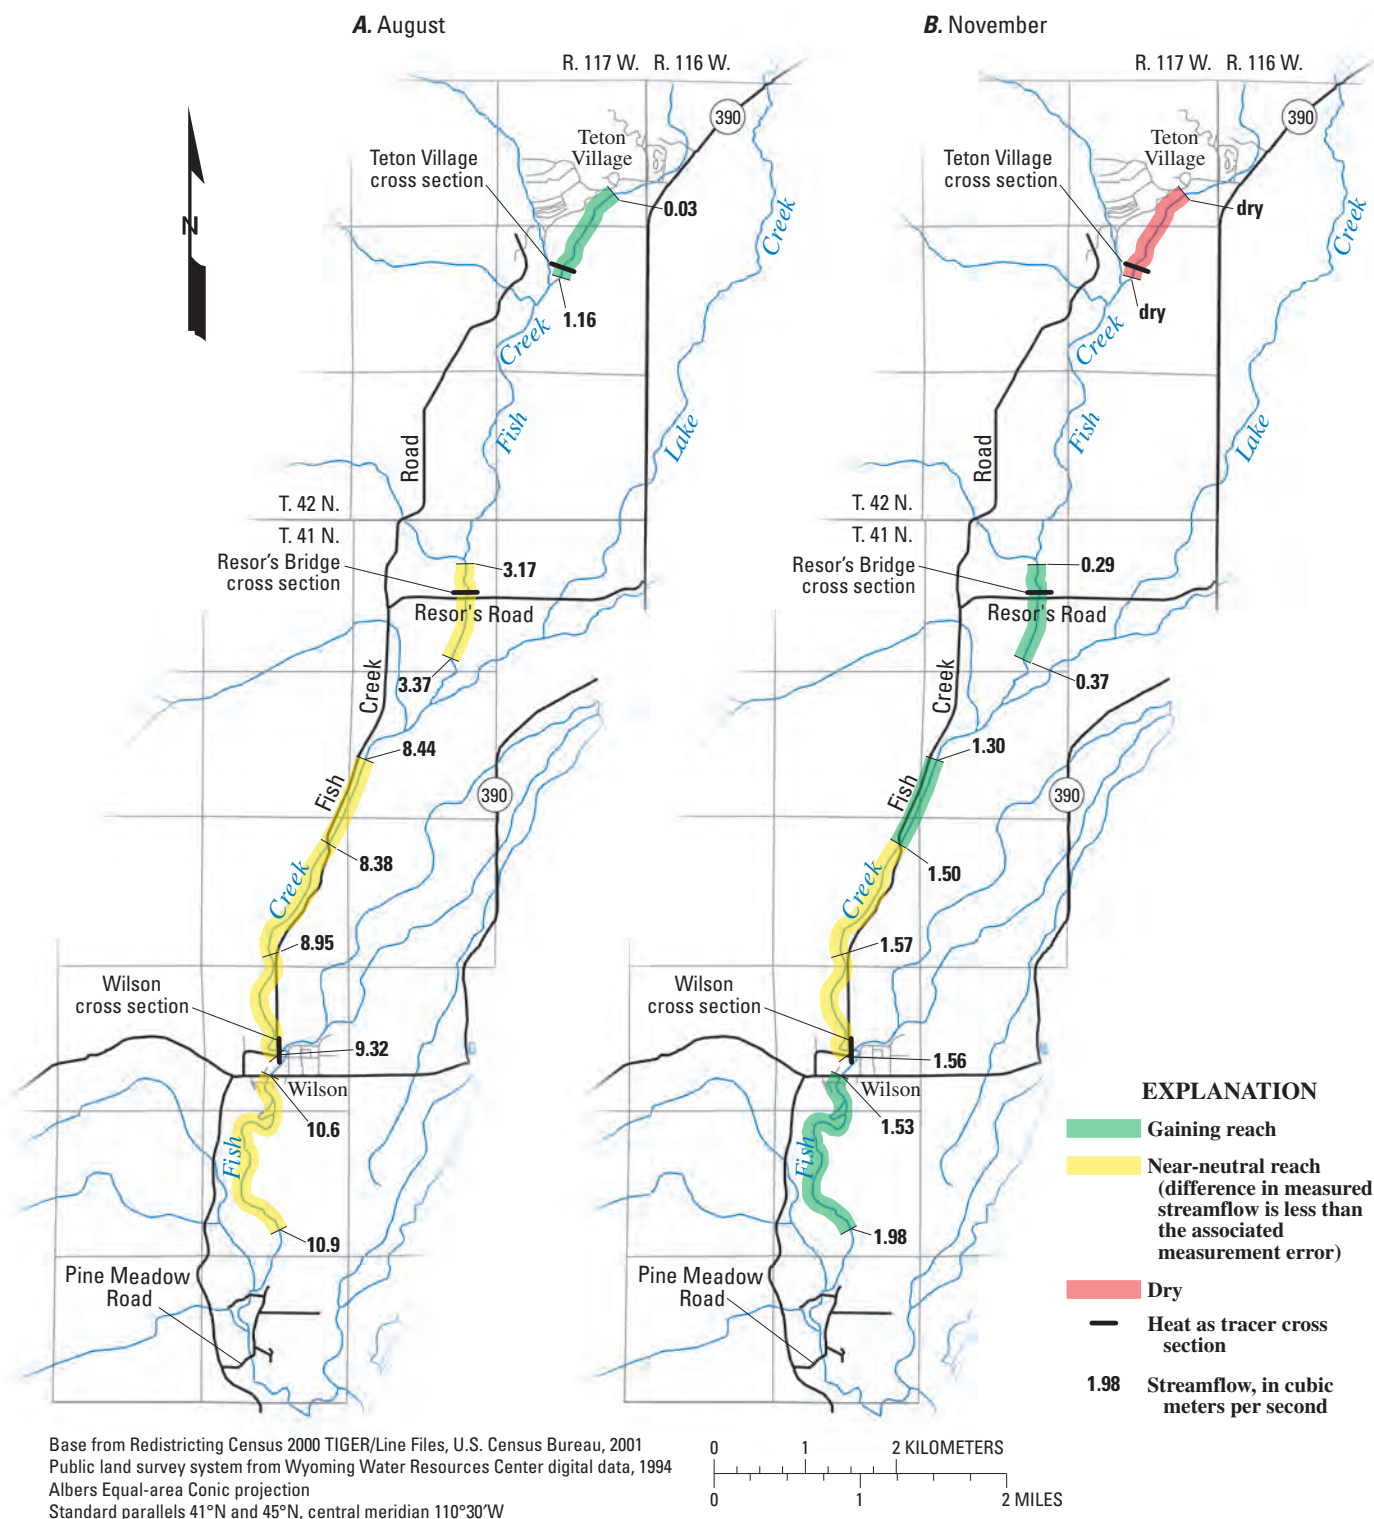 A. August
R. 117 W. R. 116 W.
390
Teton
Village
Teton Village
cross section
0.03
Creek
1.16
Creek
Fish
Lake
Road
T. 42 N.
T. 41 N.
Resor's Bridge
cross section
3.17
Resor's Road
3.37
Creek
8.44
Fish
390
8.38
Creek
8.95
Wilson
cross section
9.32
Wilson
10.6
Fish
10.9
Pine Meadow
Road
N
B. November
R. 117 W. R. 116 W.
390
Teton
Village
Teton Village
cross section
dry
Creek
dry
Creek
Fish
Lake
Road
T. 42 N.
T. 41 N.
Resor's Bridge
cross section
0.29
Resor's Road
0.37
Creek
1.30
Fish
390
1.50
Creek
1.57
Wilson
cross section
1.56
Wilson
1.53
Fish
1.98
Pine Meadow
Road
EXPLANATION
Gaining reach
Near-neutral reach
(difference in measured
streamflow is less than
the associated
measurement error)
Dry
Heat as tracer cross
section
1.98 Streamflow, in cubic
meters per second
Base from Redistricting Census 2000 TIGER/Line Files, U.S. Census Bureau, 2001
Public land survey system from Wyoming Water Resources Center digital data, 1994
Albers Equal-area Conic projection
Standard parallels 41°N and 45°N, central meridian 110°30′W
0 1 2 KILOMETERS
0 1 2 MILES